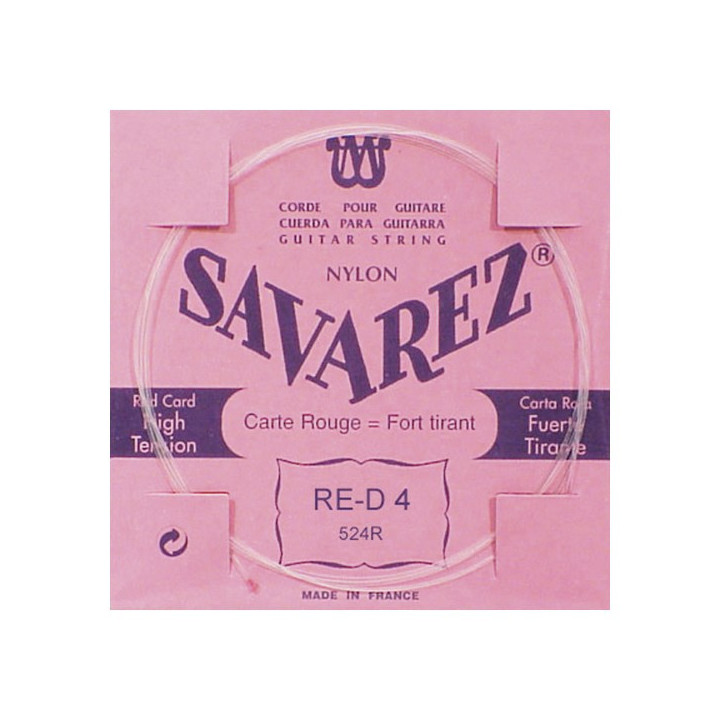 CORDE POUR GUITARE
CUERDA PARA GUITARRA
GUITAR STRING
NYLON
SAVAREZ®
Red Card
High
Tension
Carte Rouge = Fort tirant
Carta Roja
Fuerte
Tirante
RE-D 4
524R
MADE IN FRANCE